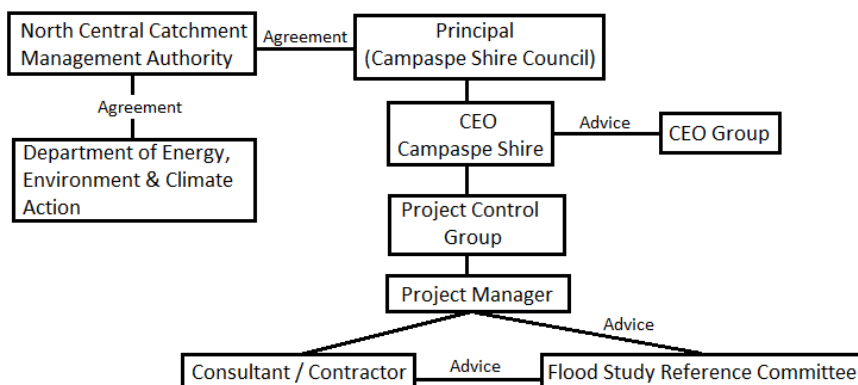 North Central Catchment
Management Authority
Agreement
Principal
(Campaspe Shire Council)
Agreement
CEO
Campaspe Shire
Advice
CEO Group
Department of Energy,
Environment & Climate
Action
Project Control
Group
Project Manager
Advice
Consultant / Contractor
Advice
Flood Study Reference Committee